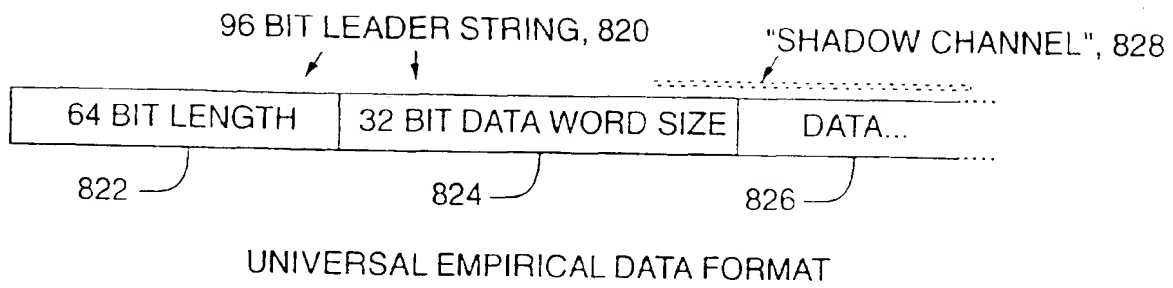 96 BIT LEADER STRING, 820
"SHADOW CHANNEL", 828
64 BIT LENGTH
32 BIT DATA WORD SIZE
DATA...
822
824
826
UNIVERSAL EMPIRICAL DATA FORMAT